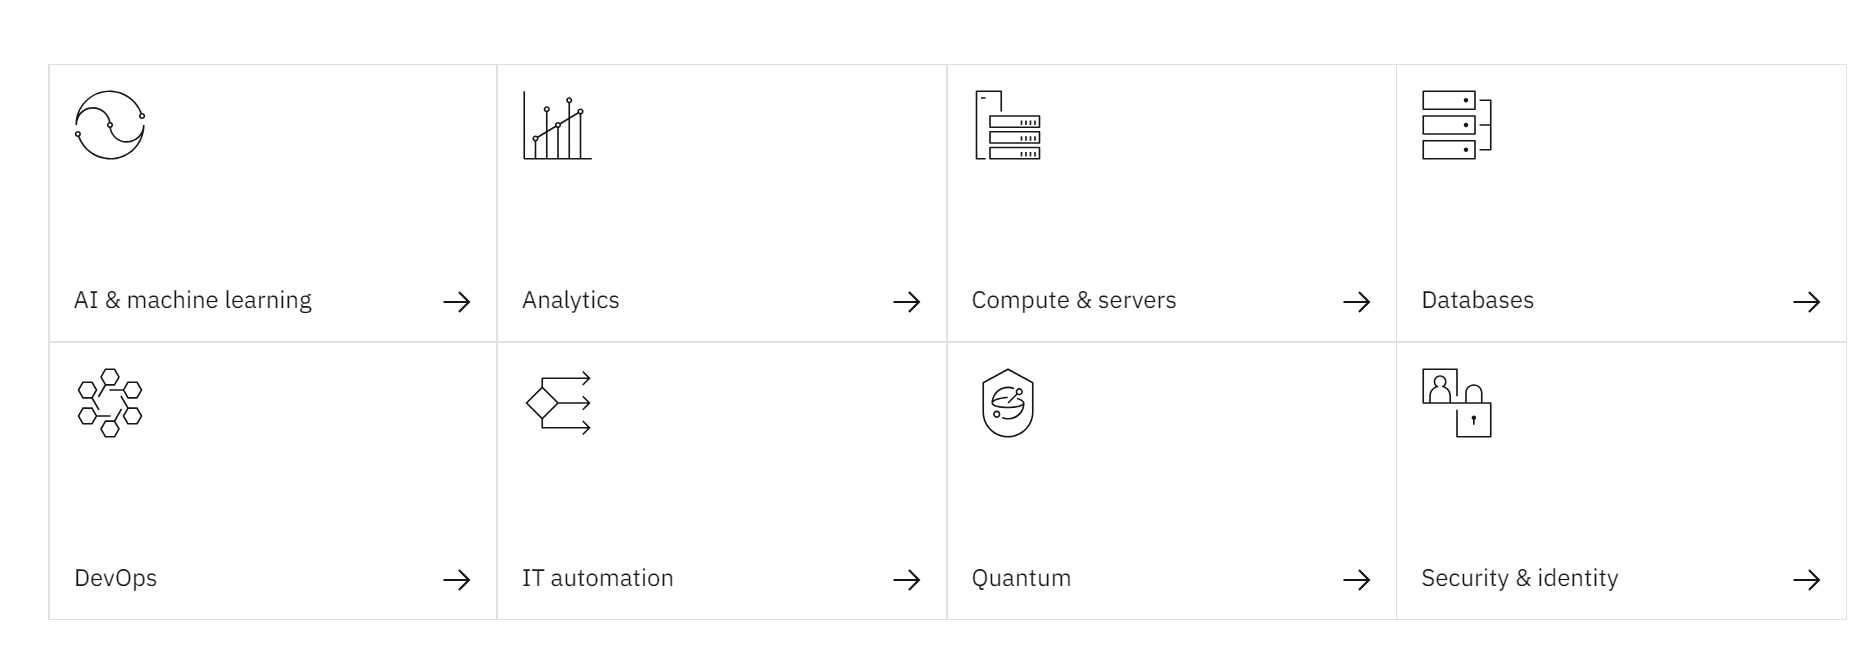 AI & machine learning
Analytics
Compute & servers
Databases
DevOps
IT automation
Quantum
Security & identity